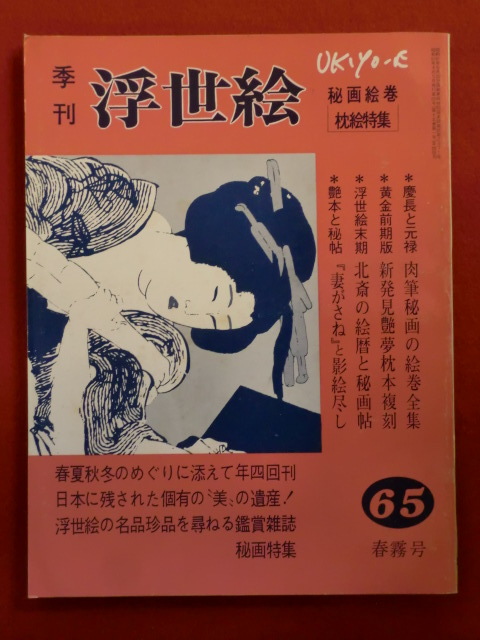 季刊
浮世絵
UKIYO-E
秘画絵巻
枕絵特集
*慶長と元禄 肉筆秘画の絵巻全集
*黄金前期版 新発見艶夢枕本複刻
*浮世絵末期 北斎の絵暦と秘画帖
*艶本と秘帖 『妻がさね』と影絵尽し
春夏秋冬のめぐりに添えて年四回刊
日本に残された個有の〝美〟の遺産!
浮世絵の名品珍品を尋ねる鑑賞雑誌
秘画特集
65
春霧号